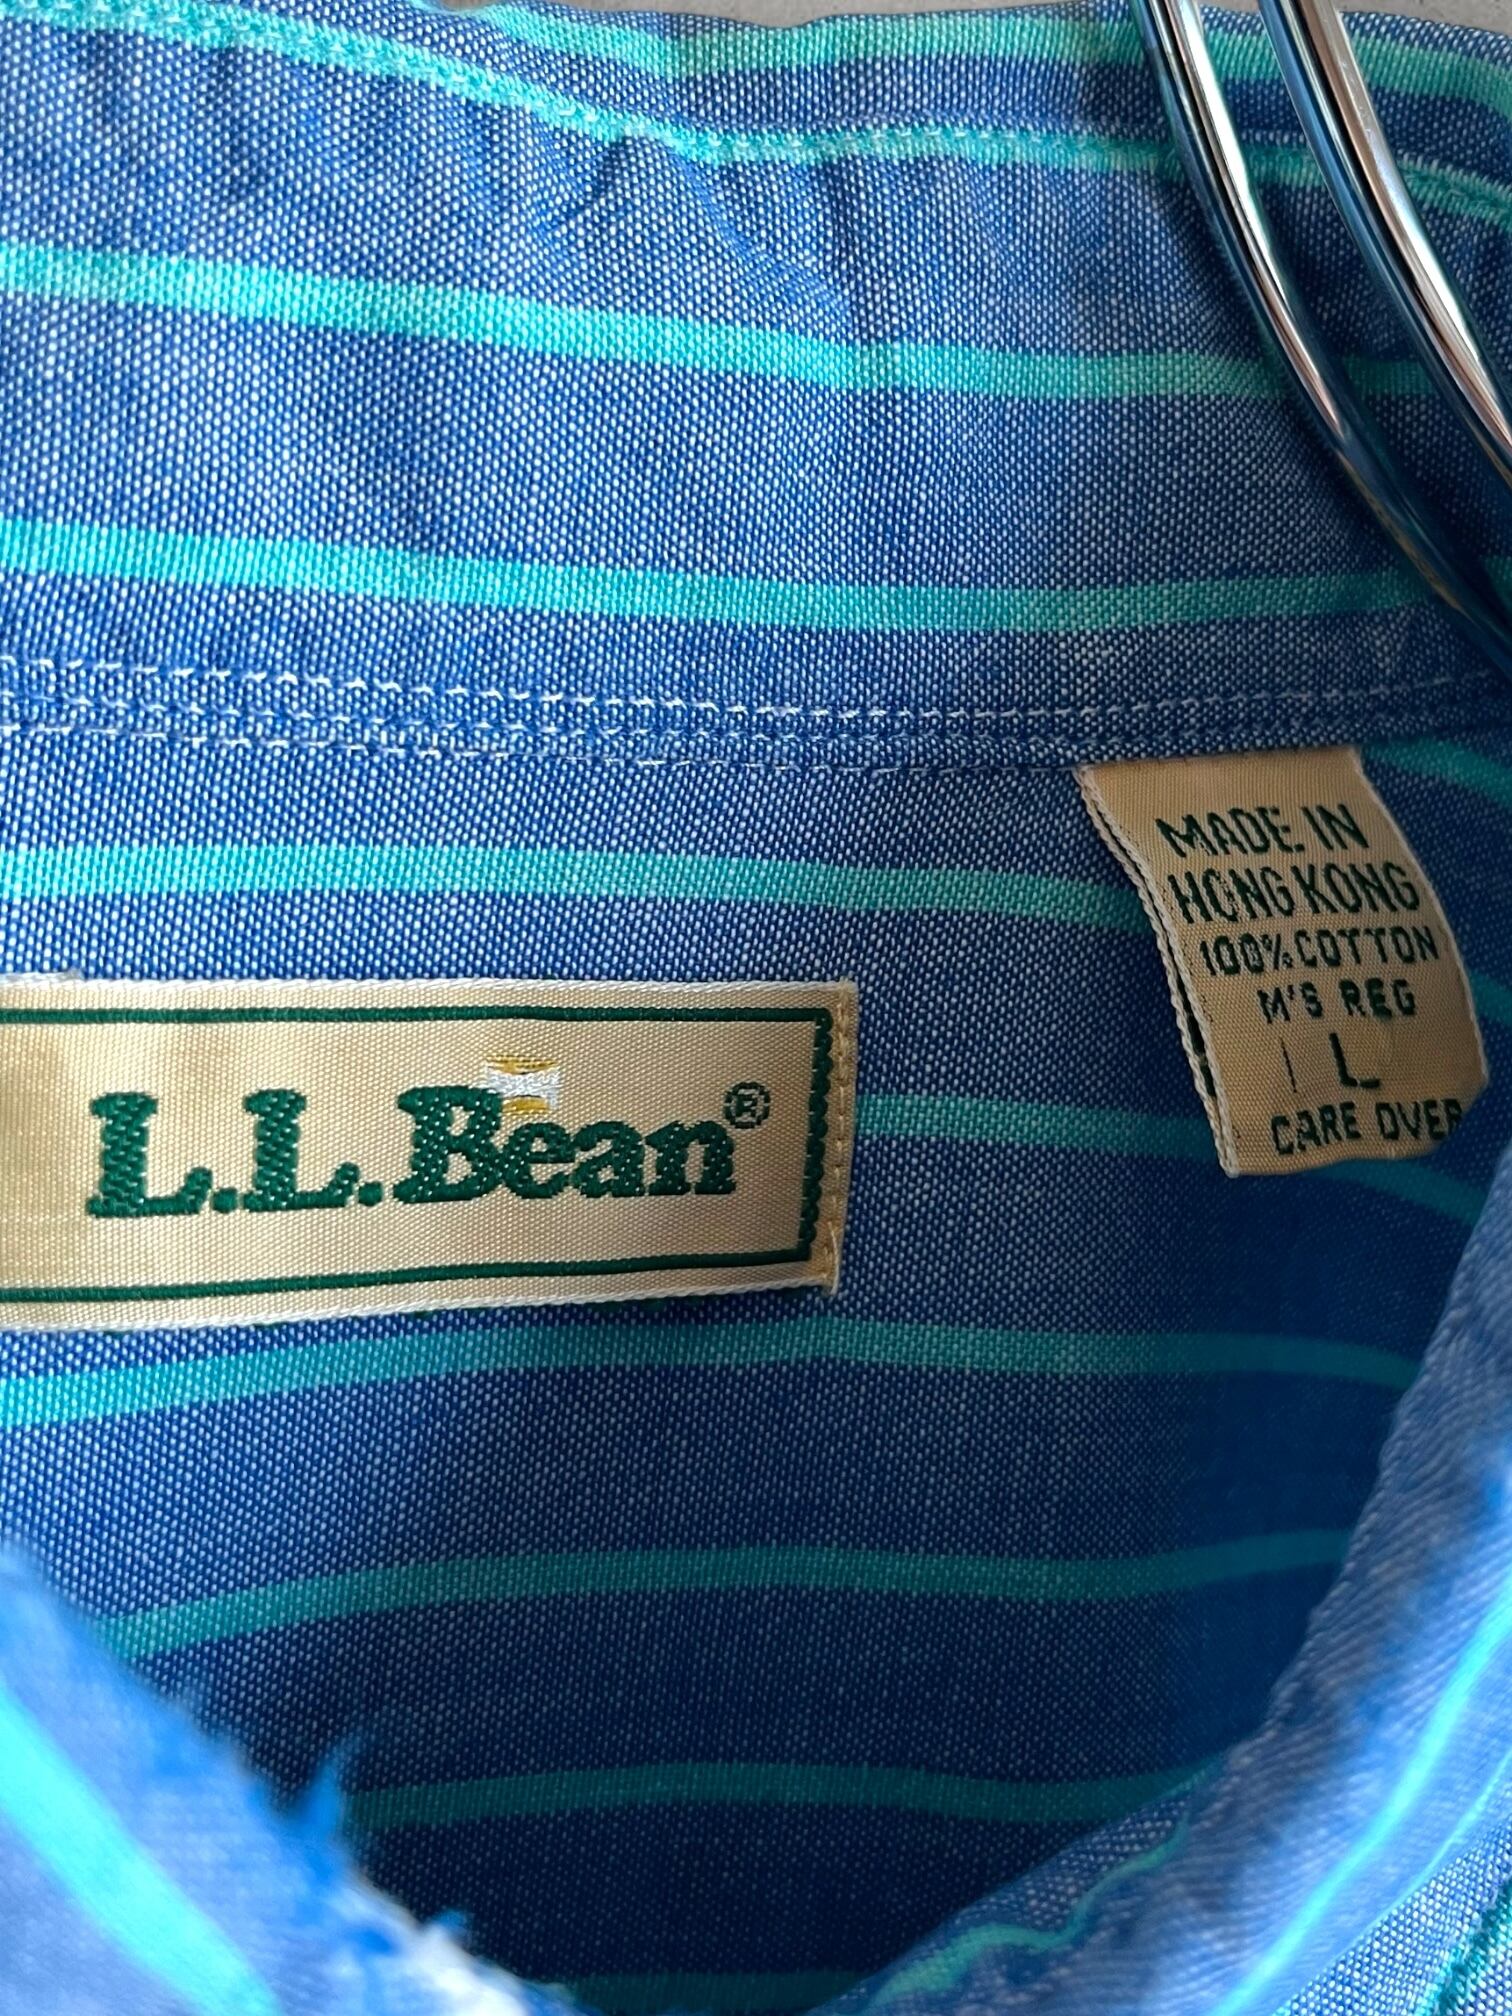 L.L.Bean®
MADE IN
HONG KONG
100% COTTON
M'S REG
L
CARE OVER